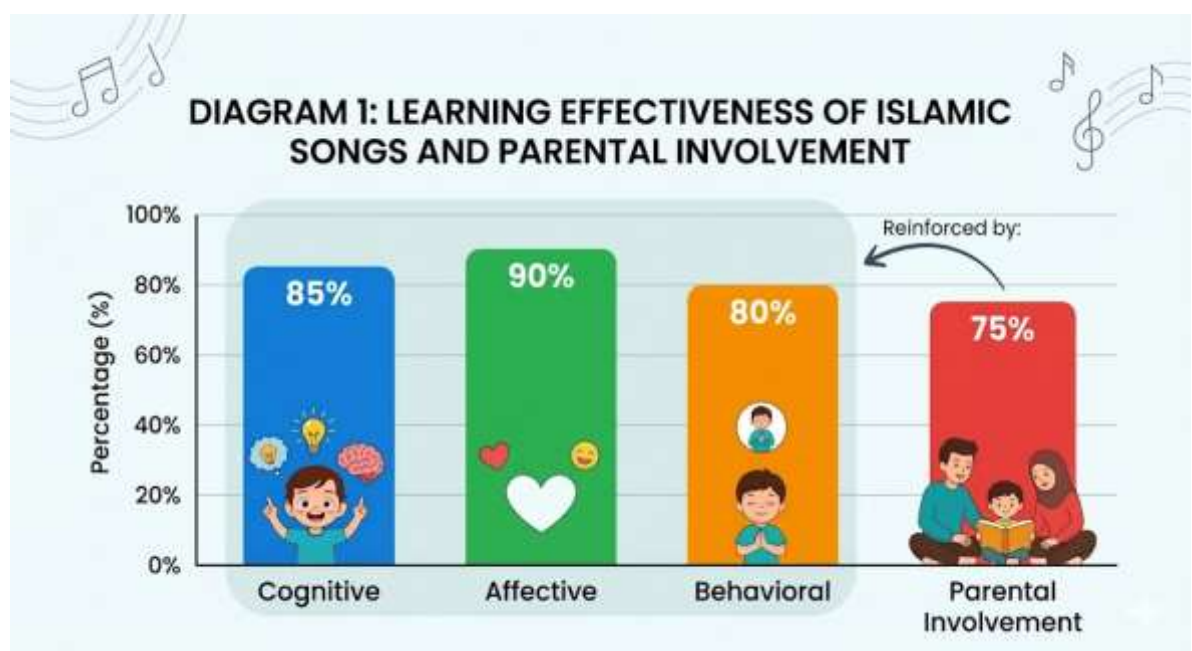 DIAGRAM 1: LEARNING EFFECTIVENESS OF ISLAMIC
SONGS AND PARENTAL INVOLVEMENT
Percentage (%)
100%
80%
60%
40%
20%
0%
85%
90%
80%
75%
Reinforced by:
Cognitive
Affective
Behavioral
Parental
Involvement